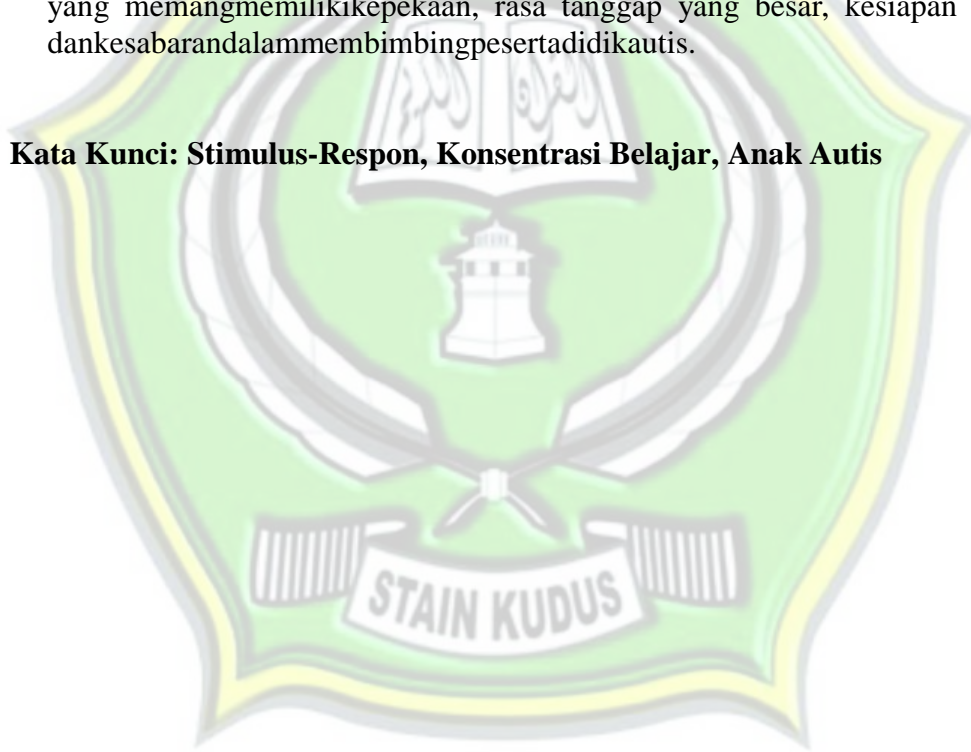 yang memangmemilikikepekaan, rasa tanggap yang besar, kesiapan
dankesabarandalammembimbingpesertadidikautis.
Kata Kunci: Stimulus-Respon, Konsentrasi Belajar, Anak Autis
STAIN KUDUS